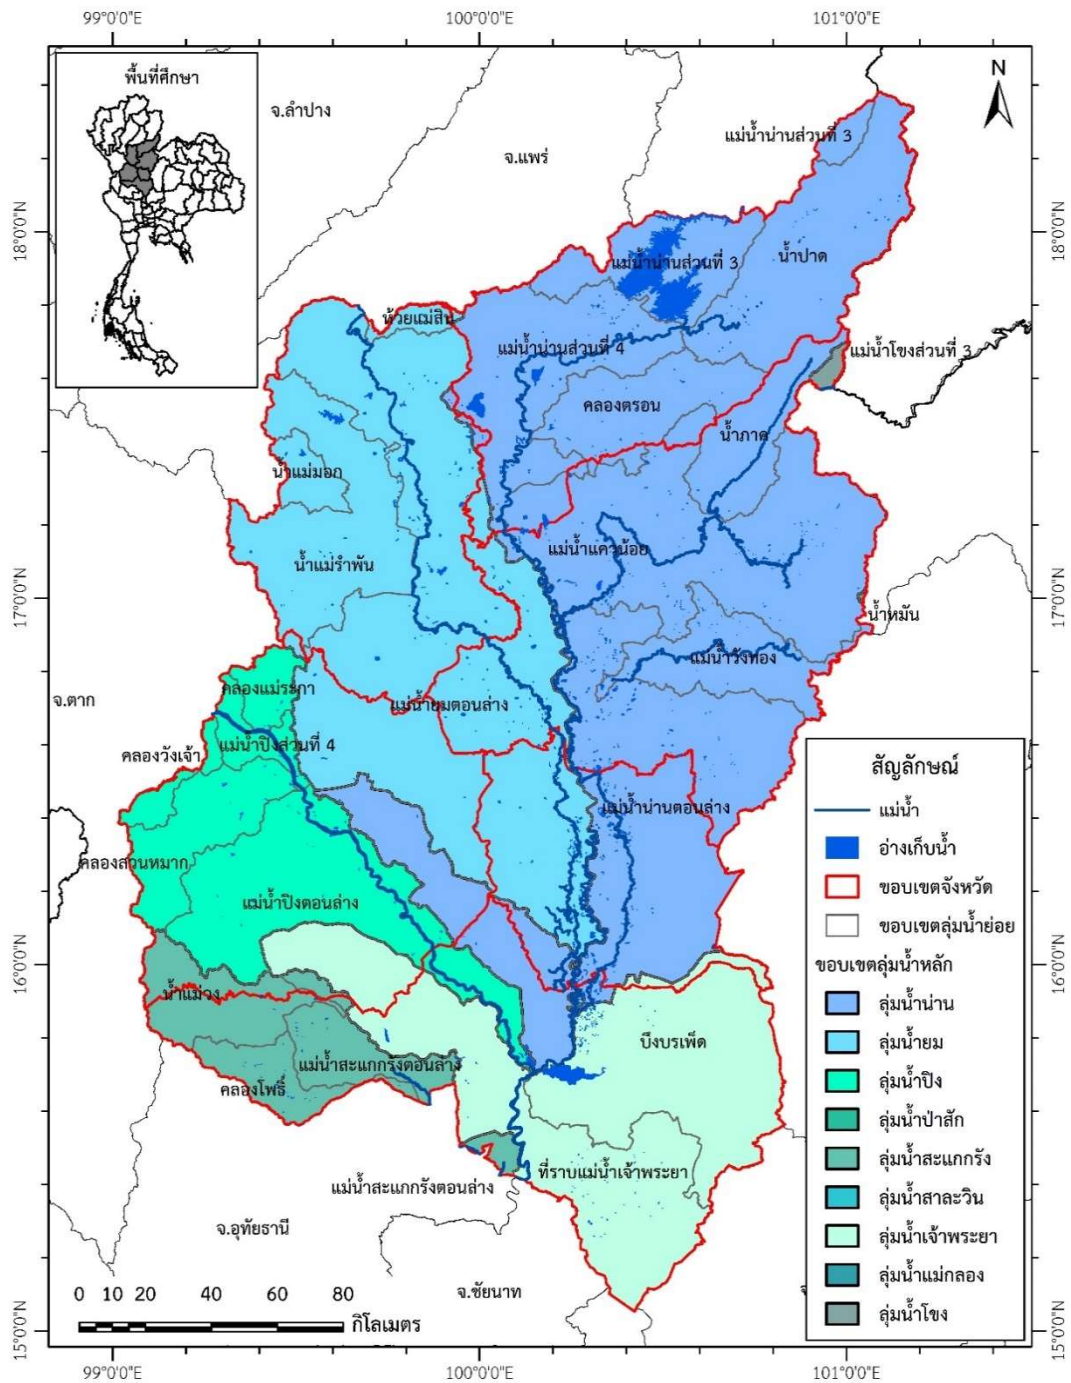 99°0'0"E 100°0'0"E 101°0'0"E
พื้นที่ศึกษา
N
จ.ลำปาง
แม่น้ำน่านส่วนที่ 3
จ.แพร่
18°0'0"N 18°0'0"N
น้ำปาด
แม่น้ำน่านส่วนที่ 3
ห้วยแม่สิน
แม่น้ำน่านส่วนที่ 4
แม่น้ำโขงส่วนที่ 3
คลองตรอน
น้ำภาค
น้ำแม่มอก
แม่น้ำแควน้อย
น้ำแม่รำพัน
17°0'0"N 17°0'0"N
น้ำหมัน
แม่น้ำวังทอง
คลองแม่ระกา
จ.ตาก
แม่น้ำยมตอนล่าง
แม่น้ำปิงส่วนที่ 4
คลองวังเจ้า
แม่น้ำน่านตอนล่าง
คลองสวนหมาก
แม่น้ำปิงตอนล่าง
16°0'0"N 16°0'0"N
น้ำแม่วง
บึงบรเพ็ด
แม่น้ำสะแกกรังตอนล่าง
คลองโพธิ์
ที่ราบแม่น้ำเจ้าพระยา
แม่น้ำสะแกกรังตอนล่าง
จ.อุทัยธานี
จ.ชัยนาท
สัญลักษณ์
แม่น้ำ
อ่างเก็บน้ำ
ขอบเขตจังหวัด
ขอบเขตลุ่มน้ำย่อย
ขอบเขตลุ่มน้ำหลัก
ลุ่มน้ำน่าน
ลุ่มน้ำยม
ลุ่มน้ำปิง
ลุ่มน้ำป่าสัก
ลุ่มน้ำสะแกกรัง
ลุ่มน้ำสาละวิน
ลุ่มน้ำเจ้าพระยา
ลุ่มน้ำแม่กลอง
ลุ่มน้ำโขง
0 10 20 40 60 80
กิโลเมตร
15°0'0"N 15°0'0"N
99°0'0"E 100°0'0"E 101°0'0"E